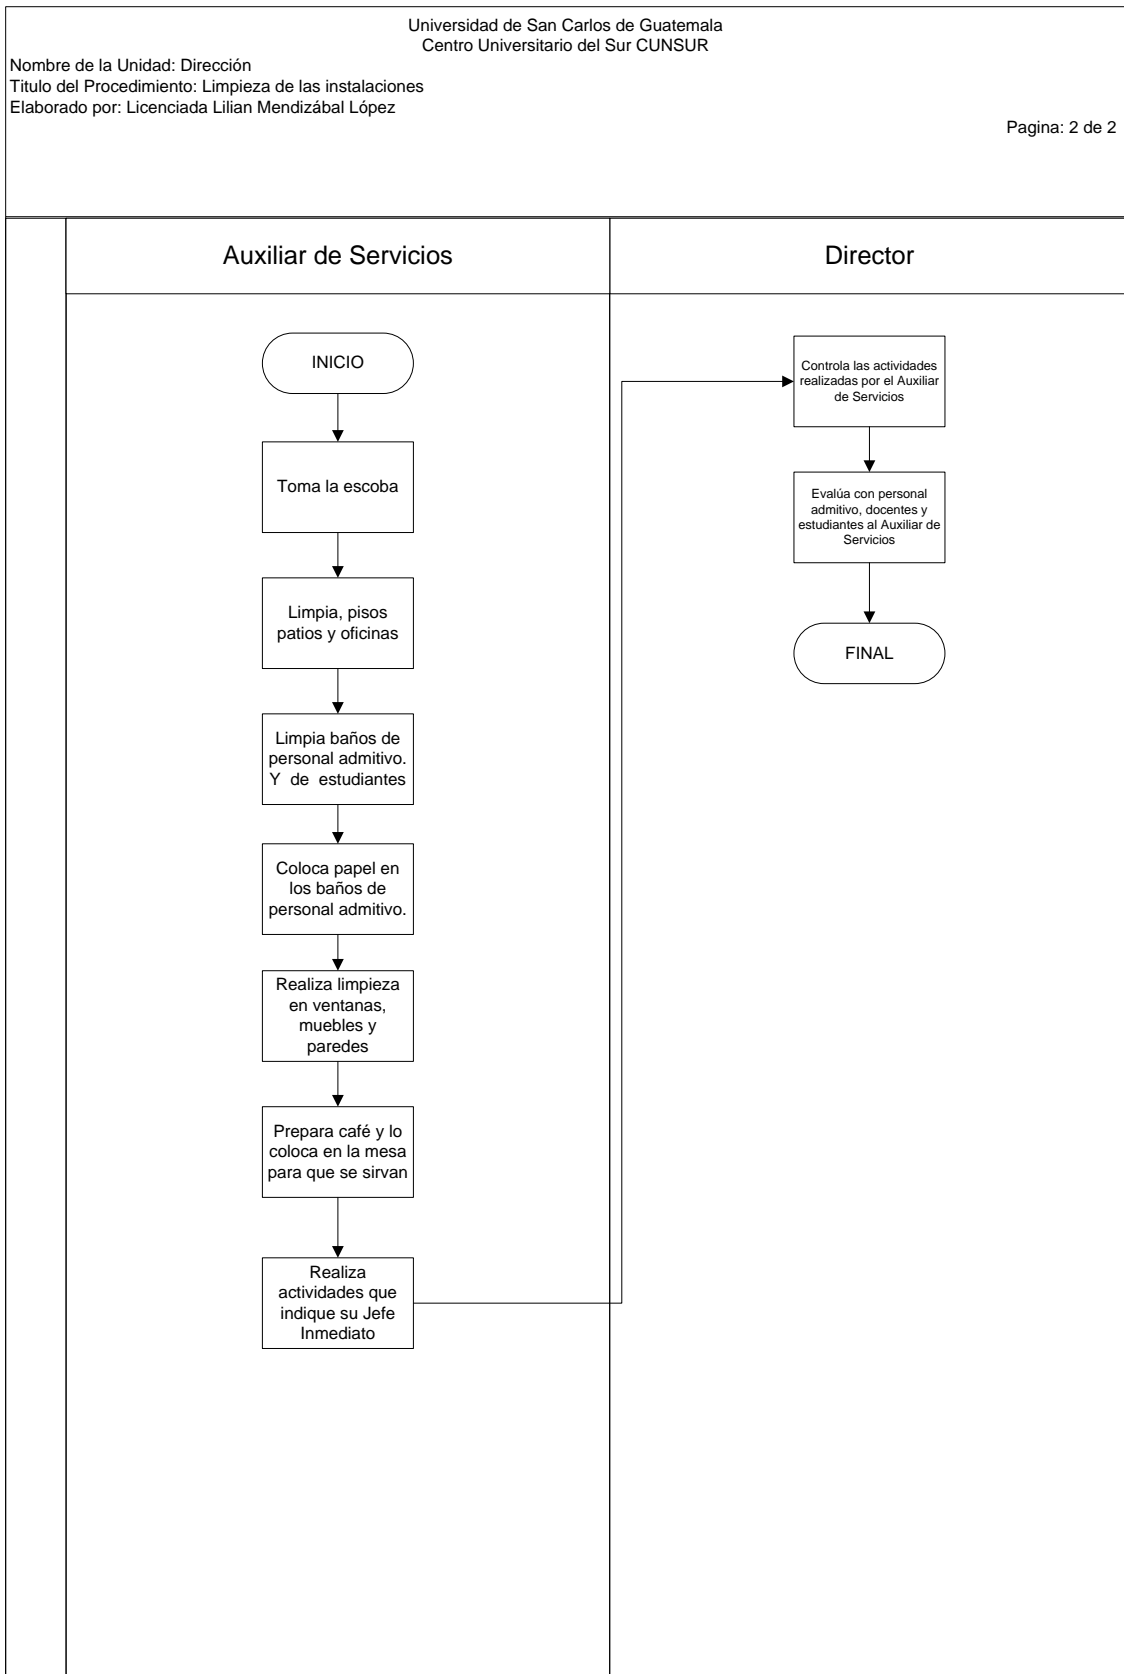 Universidad de San Carlos de Guatemala
Centro Universitario del Sur CUNSUR
Nombre de la Unidad: Dirección
Titulo del Procedimiento: Limpieza de las instalaciones
Elaborado por: Licenciada Lilian Mendizábal López
Pagina: 2 de 2
Auxiliar de Servicios
Director
INICIO
Toma la escoba
Limpia, pisos
patios y oficinas
Limpia baños de
personal admitivo.
Y de estudiantes
Coloca papel en
los baños de
personal admitivo.
Realiza limpieza
en ventanas,
muebles y
paredes
Prepara café y lo
coloca en la mesa
para que se sirvan
Realiza
actividades que
indique su Jefe
Inmediato
Controla las actividades
realizadas por el Auxiliar
de Servicios
Evalúa con personal
admitivo, docentes y
estudiantes al Auxiliar de
Servicios
FINAL